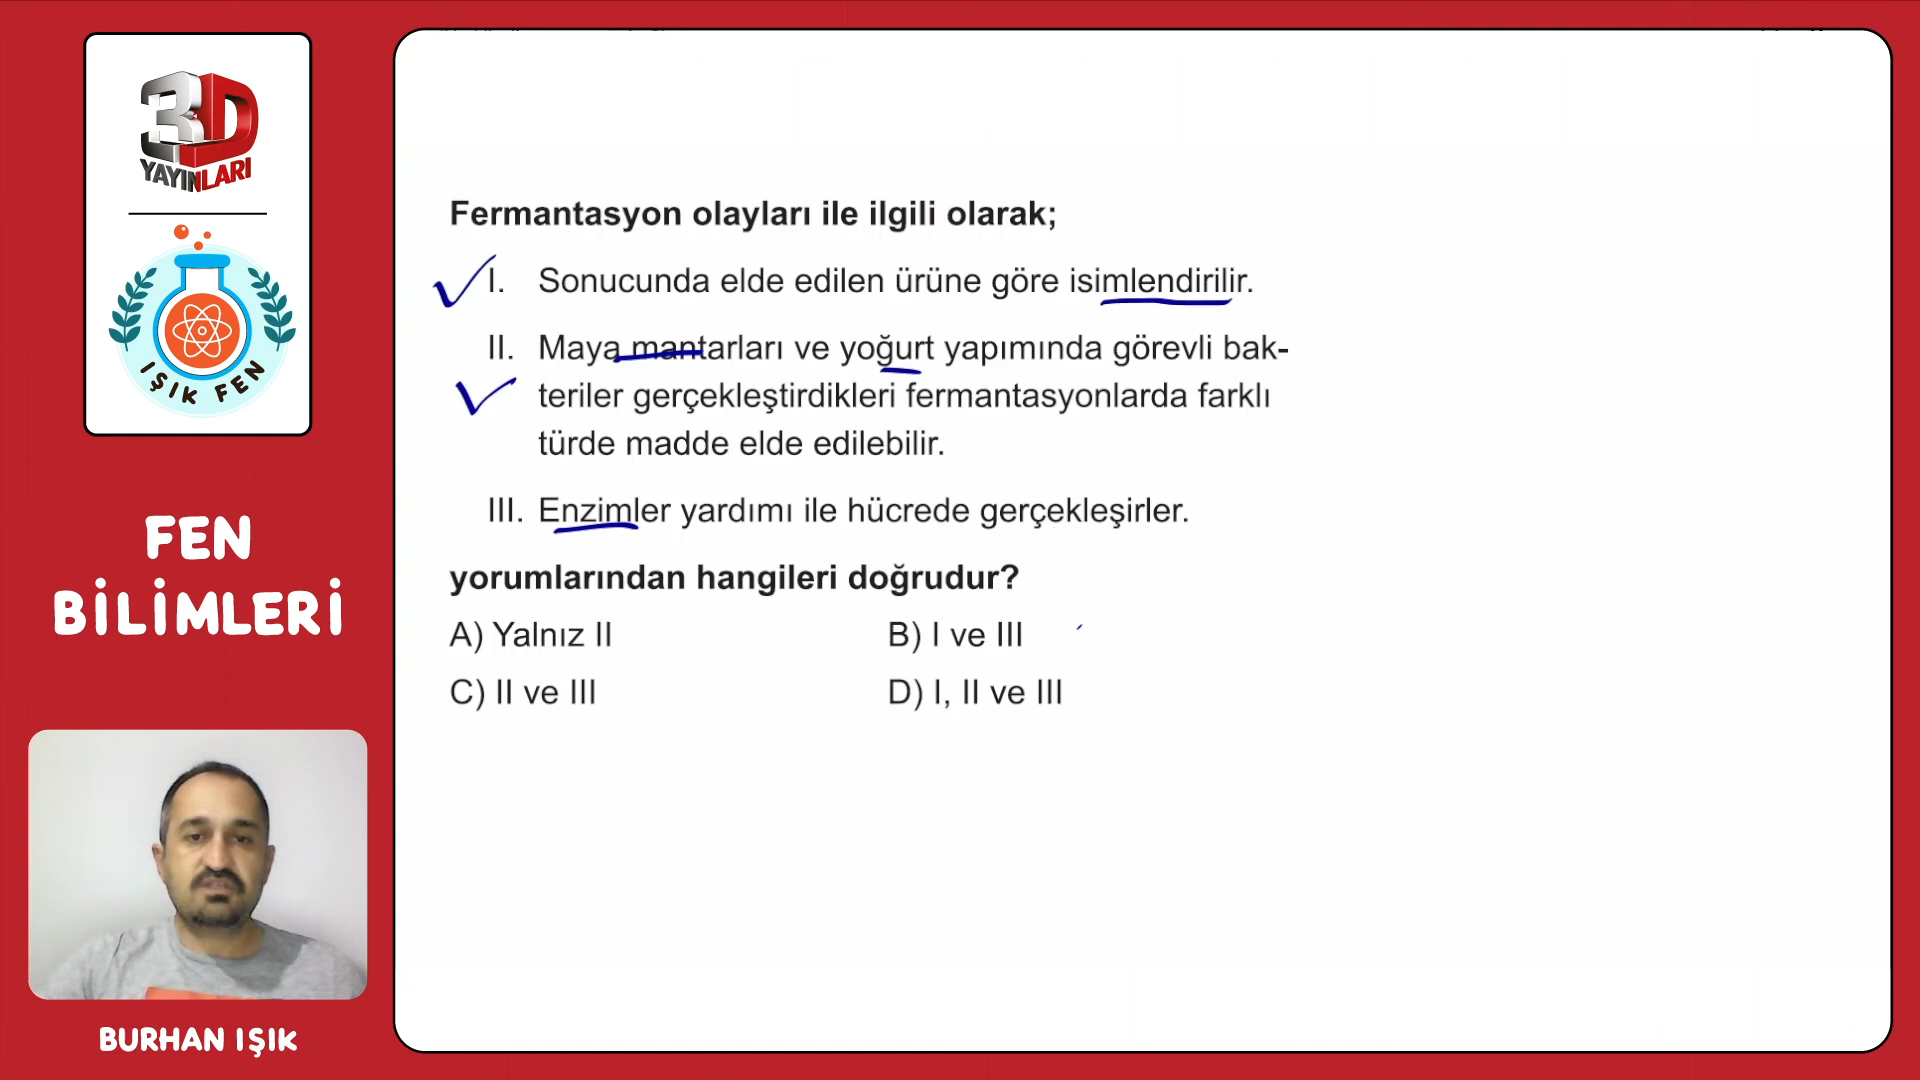 3D
YAYINLARI
IŞIK FEN
FEN
BİLİMLERİ
BURHAN IŞIK
Fermantasyon olayları ile ilgili olarak;
I. Sonucunda elde edilen ürüne göre isimlendirilir.
II. Maya mantarları ve yoğurt yapımında görevli bak-
teriler gerçekleştirdikleri fermantasyonlarda farklı
türde madde elde edilebilir.
III. Enzimler yardımı ile hücrede gerçekleşirler.
yorumlarından hangileri doğrudur?
A) Yalnız II
B) I ve III
C) II ve III
D) I, II ve III